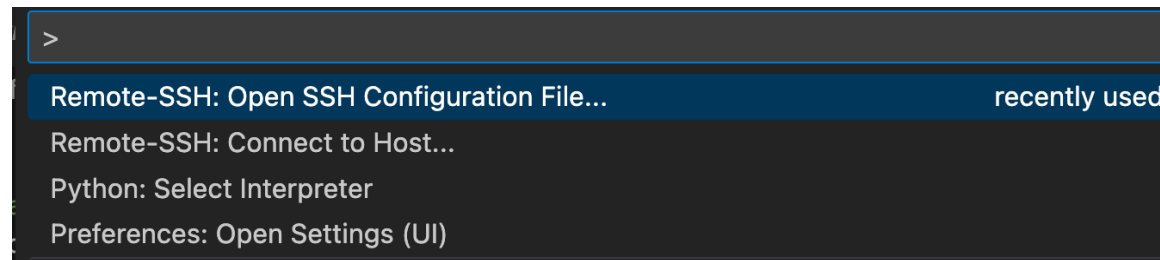 >
Remote-SSH: Open SSH Configuration File... recently used
Remote-SSH: Connect to Host...
Python: Select Interpreter
Preferences: Open Settings (UI)